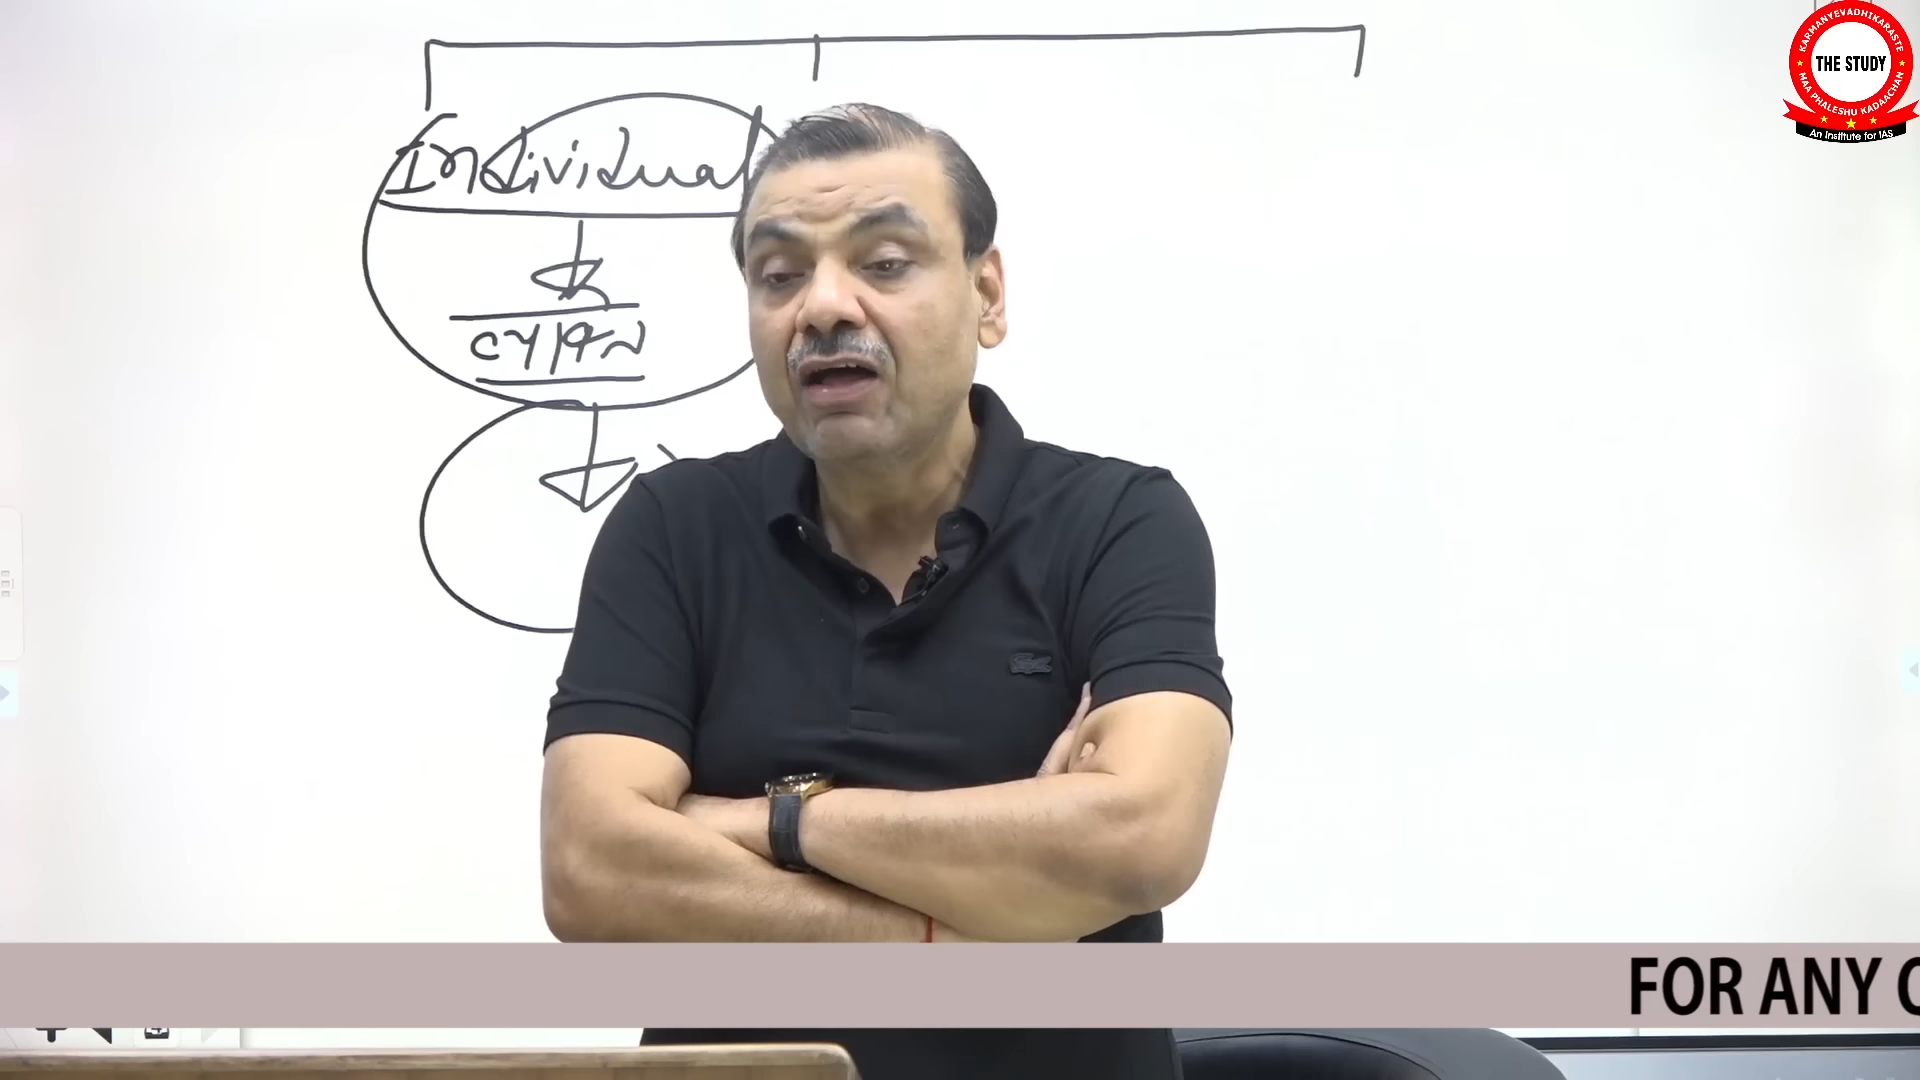 KARMANYEVADHIKARASTE
THE STUDY
MAA PHALESHU KADAACHAN
An Institute for IAS
Individual
व्यक्ति
FOR ANY